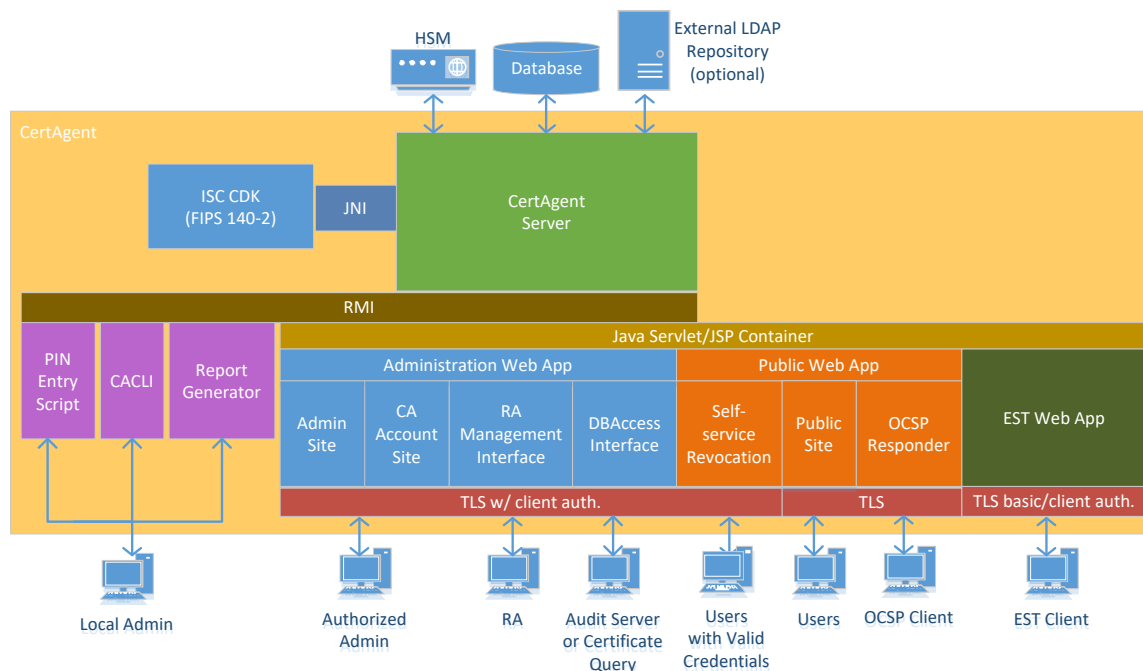 HSM
Database
External LDAP
Repository
(optional)
CertAgent
ISC CDK
(FIPS 140-2)
JNI
CertAgent
Server
RMI
PIN
Entry
Script
CACLI
Report
Generator
Java Servlet/JSP Container
Administration Web App
Public Web App
Admin
Site
CA
Account
Site
RA
Management
Interface
DBAccess
Interface
Self-
service
Revocation
Public
Site
OCSP
Responder
EST Web App
TLS w/ client auth.
TLS
TLS basic/client auth.
Local Admin
Authorized
Admin
RA
Audit Server
or Certificate
Query
Users
with Valid
Credentials
Users
OCSP Client
EST Client